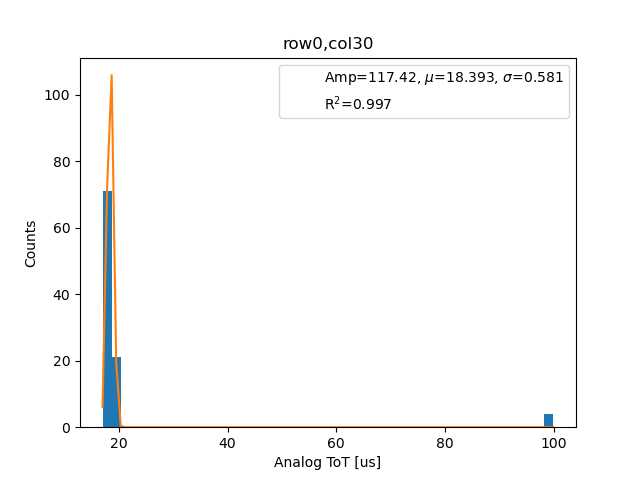 row0,col30
Amp=117.42, μ=18.393, σ=0.581
R²=0.997
100
80
60
40
20
0
Counts
20 40 60 80 100
Analog ToT [us]